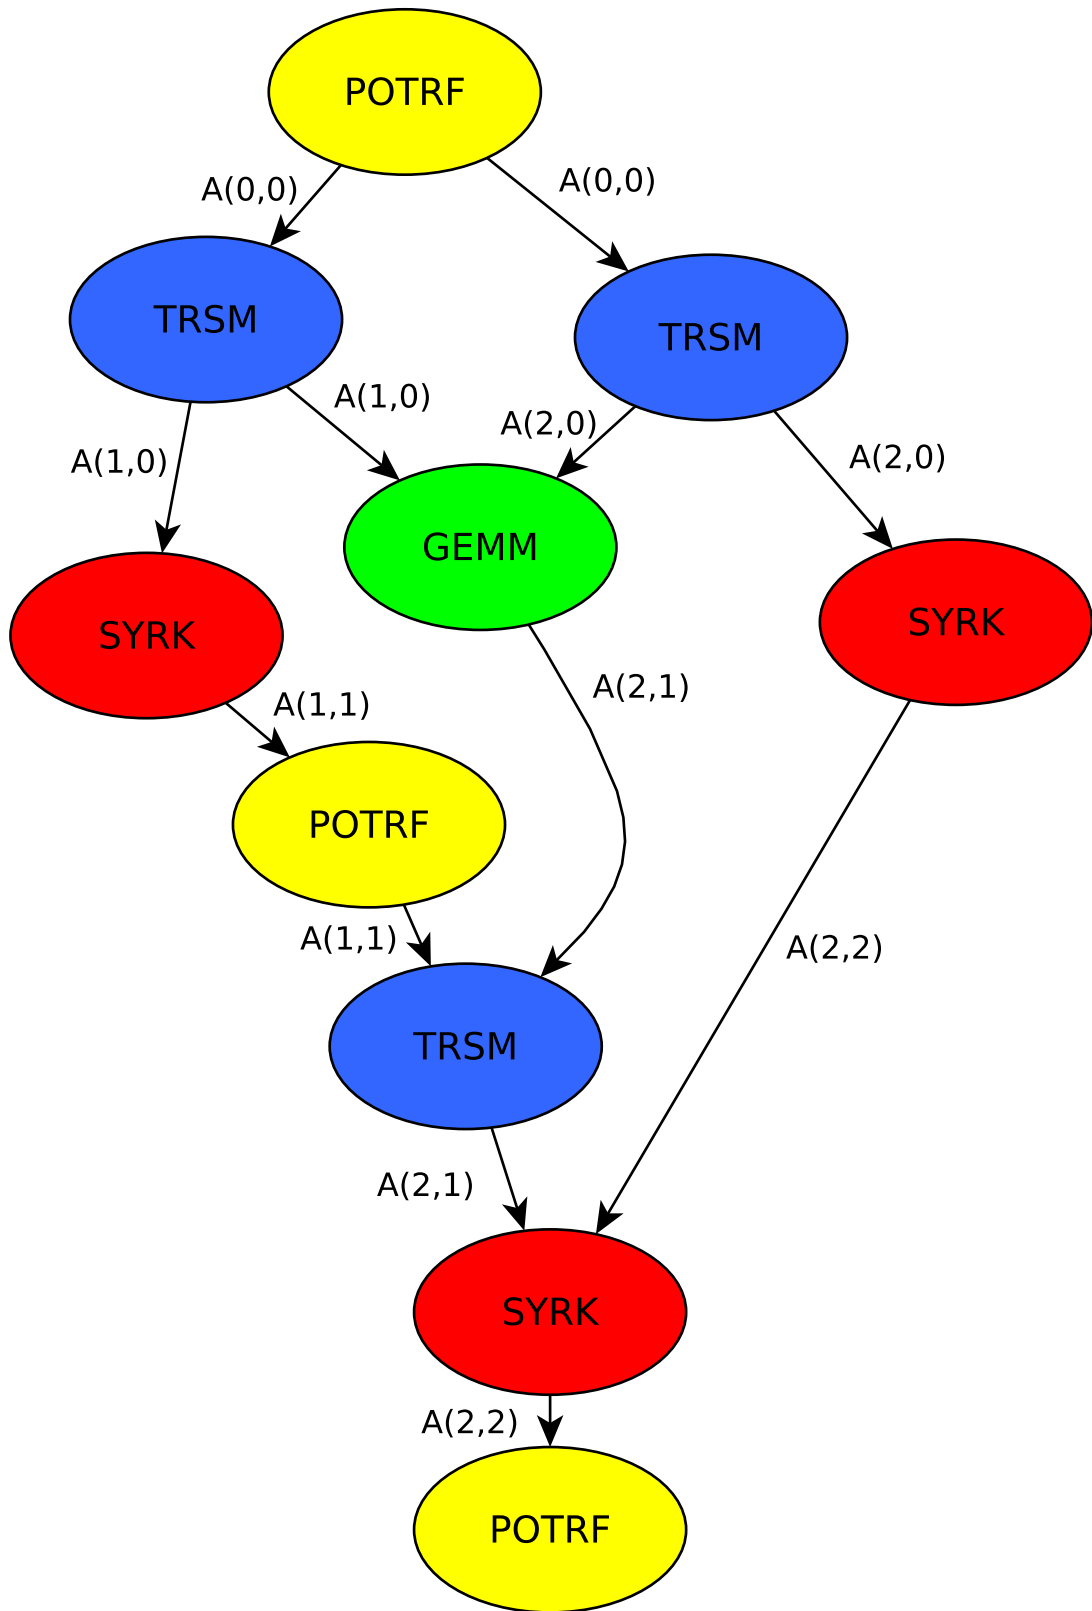 POTRF
A(0,0)
A(0,0)
TRSM
TRSM
A(1,0)
A(2,0)
A(1,0)
A(2,0)
GEMM
SYRK
SYRK
A(2,1)
A(1,1)
POTRF
A(1,1)
A(2,2)
TRSM
A(2,1)
SYRK
A(2,2)
POTRF